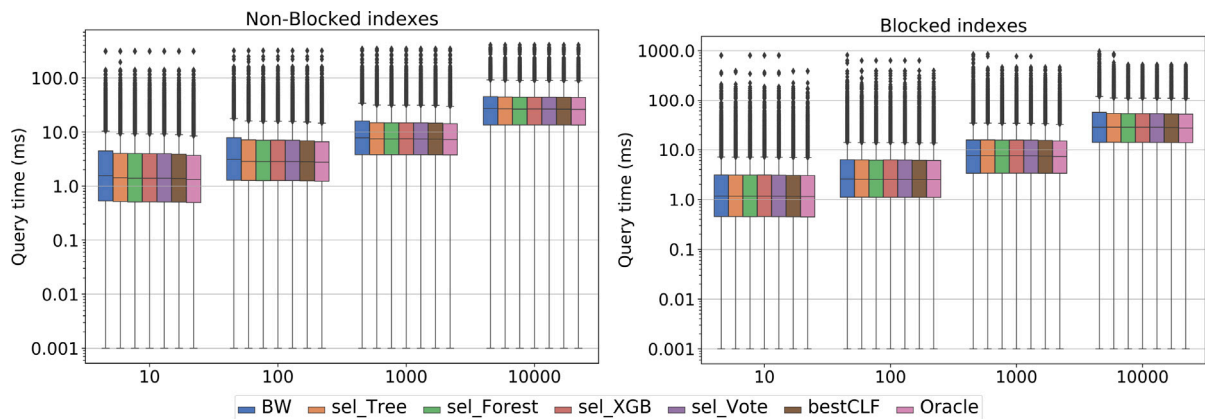 Non-Blocked indexes
Query time (ms)
100.0
10.0
1.0
0.1
0.01
0.001
10 100 1000 10000
Blocked indexes
Query time (ms)
1000.0
100.0
10.0
1.0
0.1
0.01
0.001
10 100 1000 10000
BW sel_Tree sel_Forest sel_XGB sel_Vote bestCLF Oracle